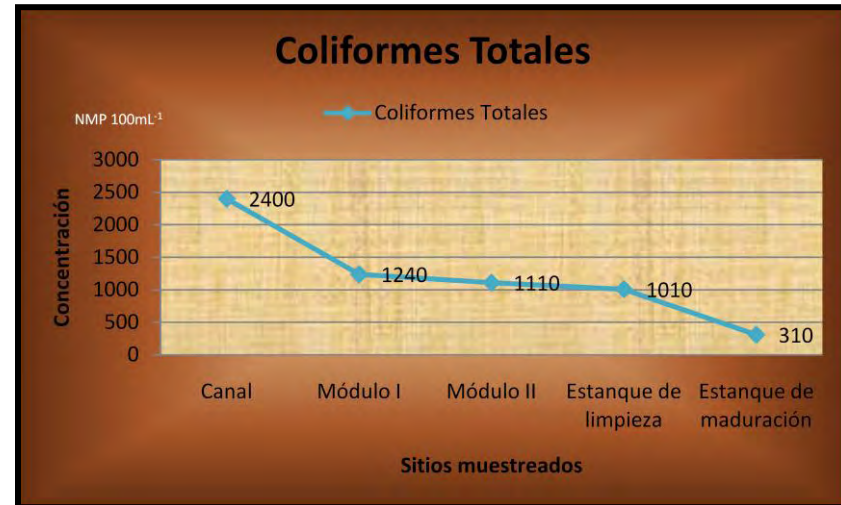 Coliformes Totales
NMP 100mL⁻¹
Coliformes Totales
3000
2500
2000
1500
1000
500
0
Concentración
2400
1240
1110
1010
310
Canal
Módulo I
Módulo II
Estanque de
limpieza
Estanque de
maduración
Sitios muestreados